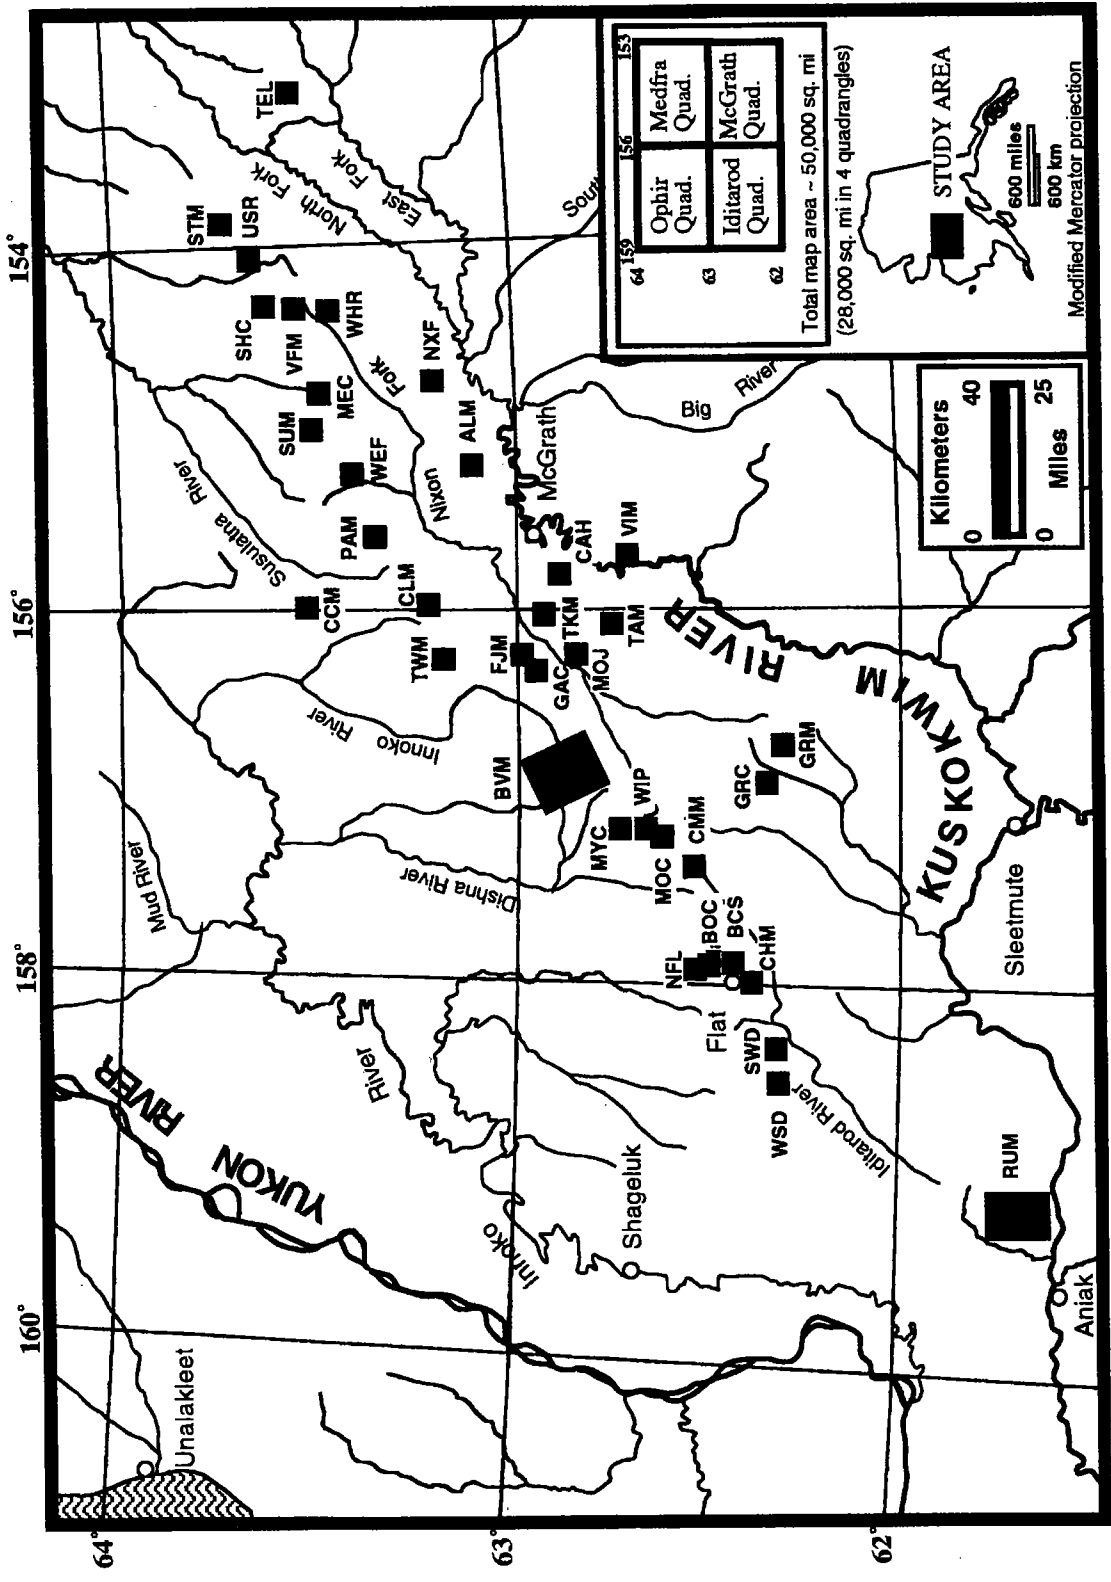 160°
158°
156°
154°
64°
63°
62°
Unalakleet
YUKON
RIVER
Mud River
Susulatna
River
Innoko
River
Dishna River
River
Innoko
Shageluk
Iditarod River
Flat
Aniak
Sleetmute
KUSKOKWIM
RIVER
McGrath
Nixon
Fork
North Fork
East
Fork
South
Big
River
TEL
STM
USR
SHC
VFM
WHR
MEC
SUM
WEF
NXF
ALM
PAM
CCM
CLM
TWM
FJM
GAC
TKM
MOJ
CAH
VIM
TAM
BVM
WIP
MYC
MOC
CMM
GRC
GRM
NFL
BOC
BCS
CHM
SWD
WSD
RUM
Kilometers
0 40
0 25
Miles
159 156 153
64
63
62
Ophir
Quad.
Medfra
Quad.
Iditarod
Quad.
McGrath
Quad.
Total map area ~ 50,000 sq. mi
(28,000 sq. mi in 4 quadrangles)
STUDY AREA
600 miles
600 km
Modified Mercator projection